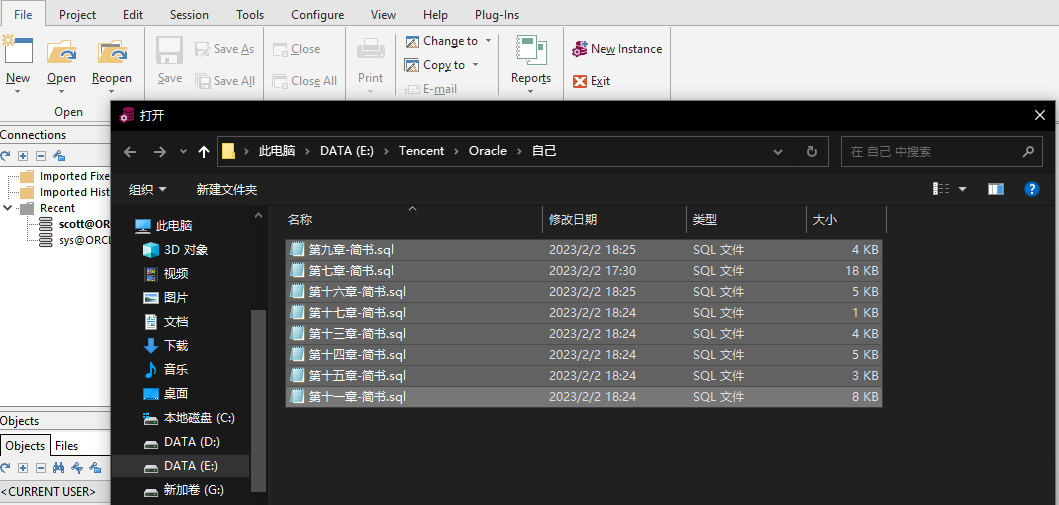 File Project Edit Session Tools Configure View Help Plug-Ins
New Open Reopen Save Save As Save All Close Close All Print Change to Copy to E-mail Reports New Instance Exit
Open
打开
Connections
此电脑 DATA (E:) Tencent Oracle 自己 在 自己 中搜索
Imported Fixe
Imported Hist
Recent
scott@OR
sys@ORCL
组织 新建文件夹
名称 修改日期 类型 大小
此电脑
3D 对象
视频
图片
文档
下载
音乐
桌面
本地磁盘 (C:)
DATA (D:)
DATA (E:)
新加卷 (G:)
第九章-简书.sql 2023/2/2 18:25 SQL 文件 4 KB
第七章-简书.sql 2023/2/2 17:30 SQL 文件 18 KB
第十六章-简书.sql 2023/2/2 18:25 SQL 文件 5 KB
第十七章-简书.sql 2023/2/2 18:24 SQL 文件 1 KB
第十三章-简书.sql 2023/2/2 18:24 SQL 文件 4 KB
第十四章-简书.sql 2023/2/2 18:24 SQL 文件 5 KB
第十五章-简书.sql 2023/2/2 18:24 SQL 文件 3 KB
第十一章-简书.sql 2023/2/2 18:24 SQL 文件 8 KB
Objects
Objects Files
<CURRENT USER>